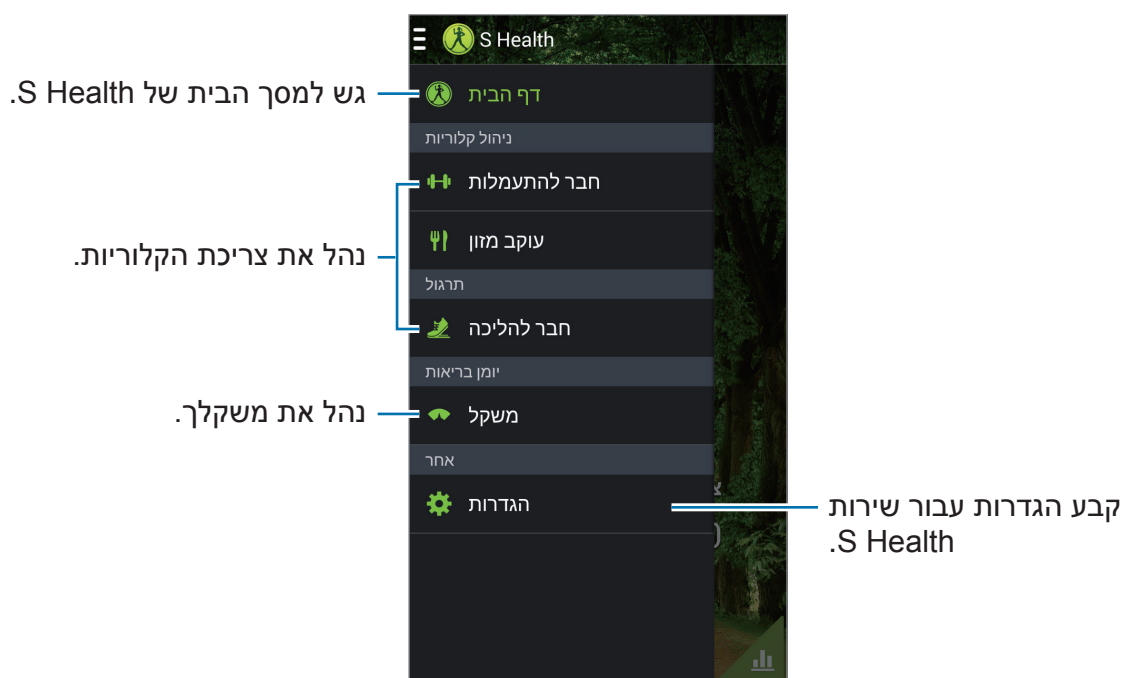 S Health
גש למסך הבית של S Health.
דף הבית
ניהול קלוריות
חבר להתעמלות
נהל את צריכת הקלוריות.
עוקב מזון
תרגול
חבר להליכה
יומן בריאות
נהל את משקלך.
משקל
אחר
הגדרות
קבע הגדרות עבור שירות
S Health.